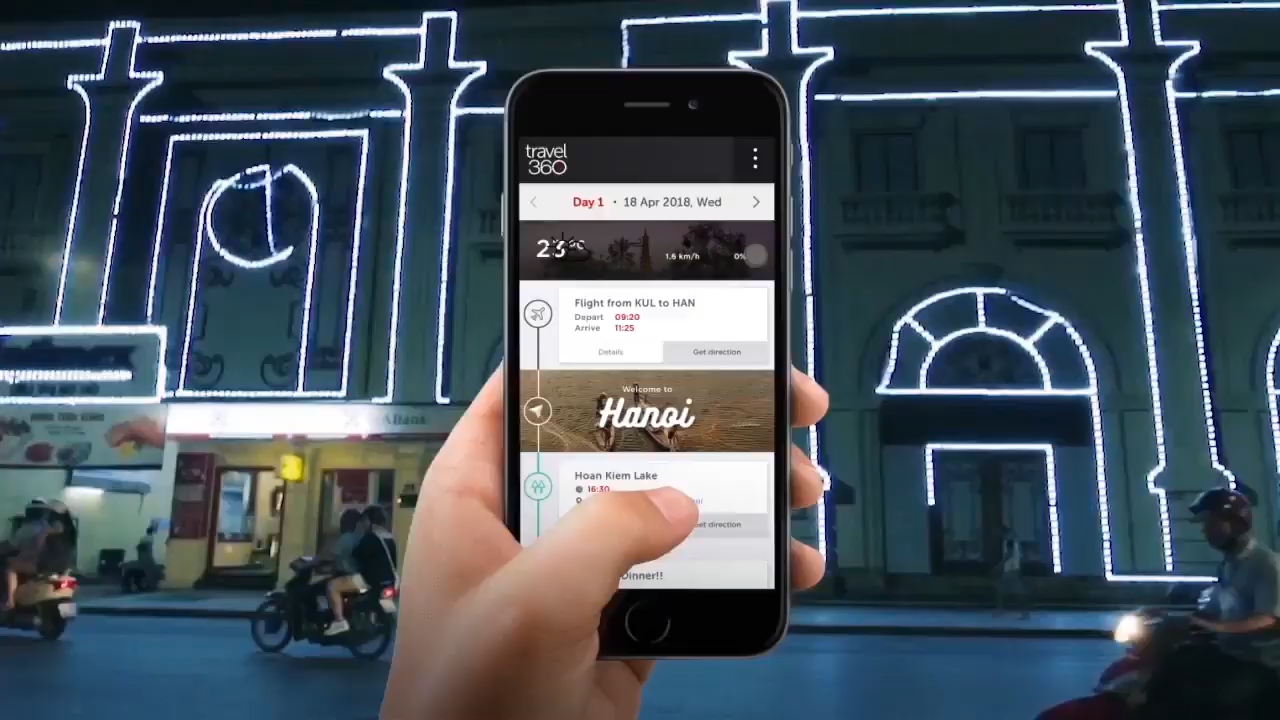 travel
360
Day 1 • 18 Apr 2018, Wed
1.6 km/h 0%
Flight from KUL to HAN
Depart 09:20
Arrive 11:25
Details Get direction
Welcome to
Hanoi
Hoan Kiem Lake
16:30
Get direction
Dinner!!